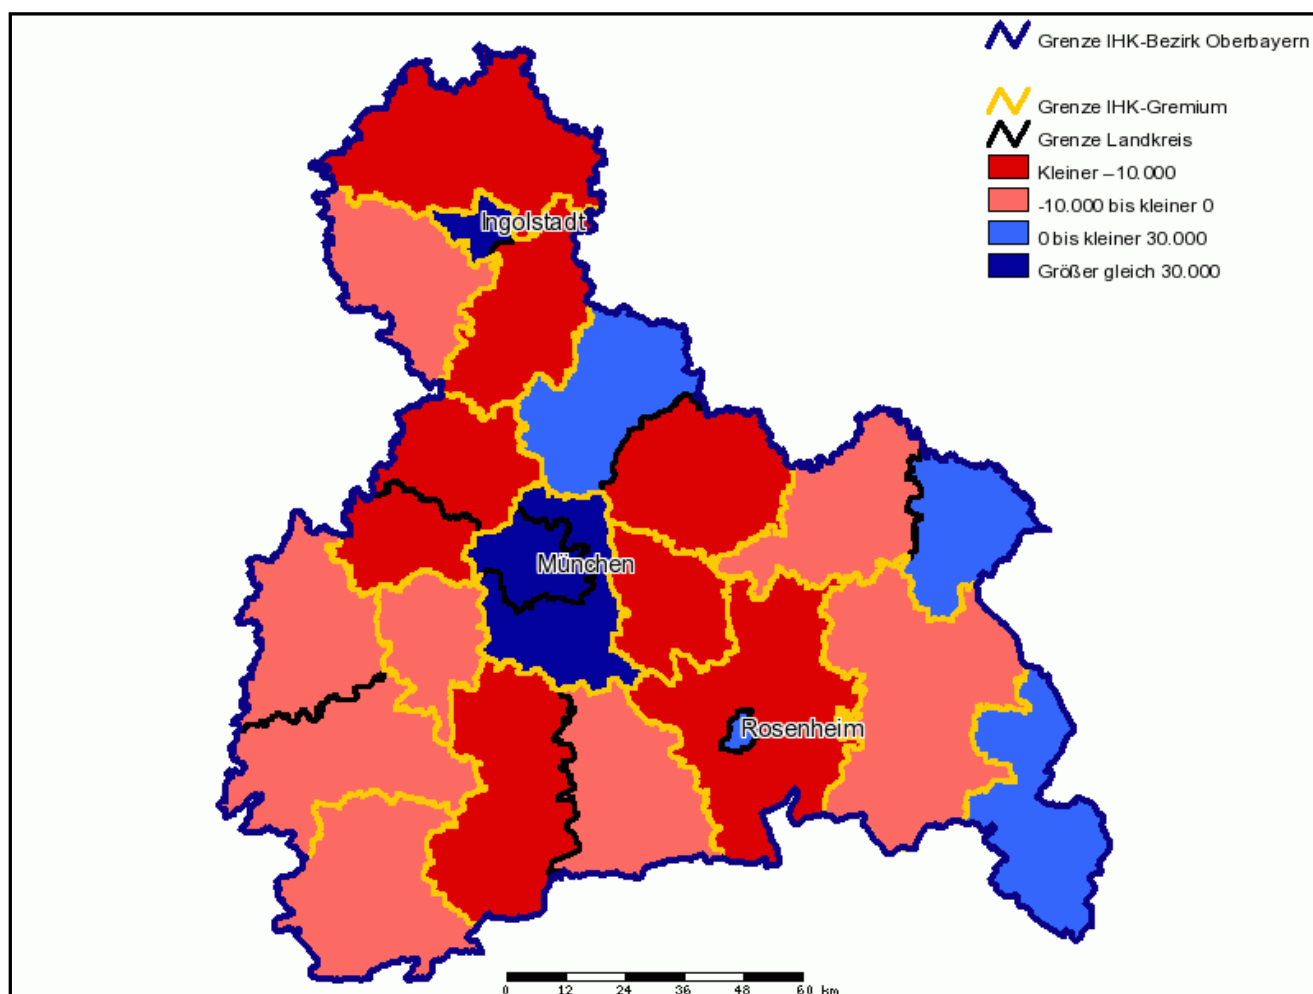 Grenze IHK-Bezirk Oberbayern
Grenze IHK-Gremium
Grenze Landkreis
Kleiner –10.000
-10.000 bis kleiner 0
0 bis kleiner 30.000
Größer gleich 30.000
Ingolstadt
München
Rosenheim
0 12 24 36 48 60 km